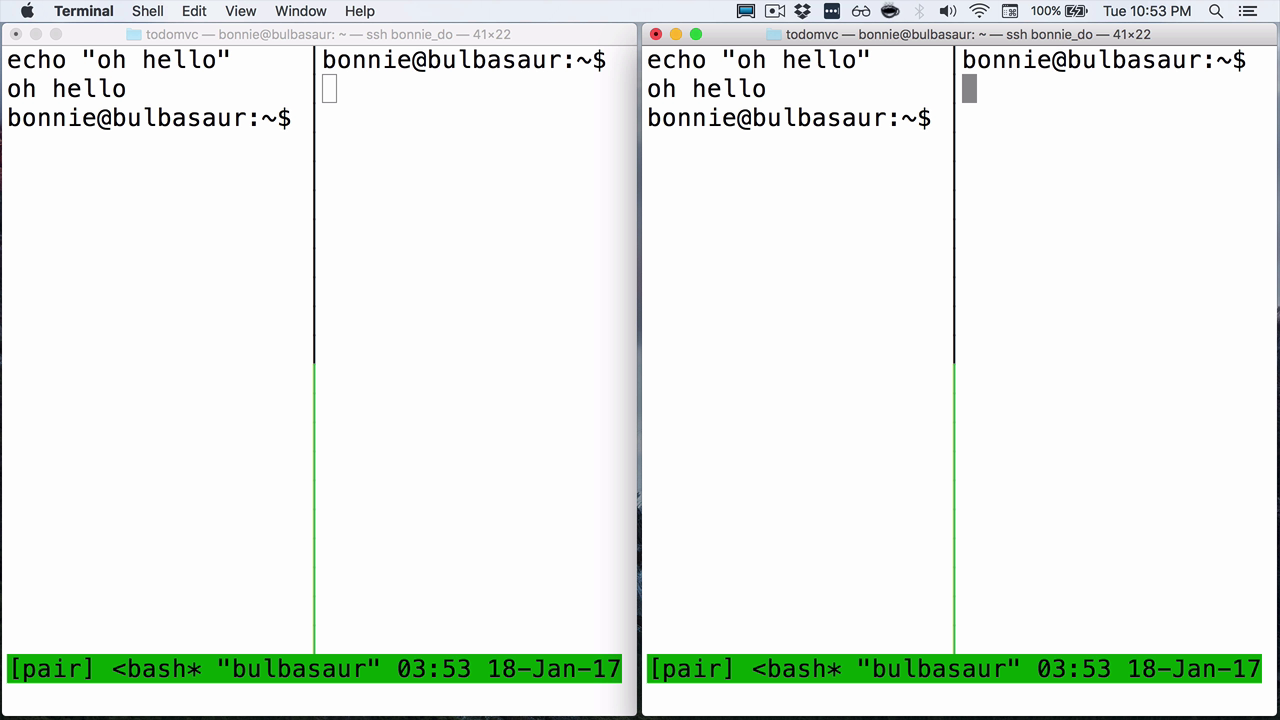 Terminal Shell Edit View Window Help 100% Tue 10:53 PM
todomvc — bonnie@bulbasaur: ~ — ssh bonnie_do — 41×22
echo "oh hello"
oh hello
bonnie@bulbasaur:~$
bonnie@bulbasaur:~$
[pair] <bash* "bulbasaur" 03:53 18-Jan-17
todomvc — bonnie@bulbasaur: ~ — ssh bonnie_do — 41×22
echo "oh hello"
oh hello
bonnie@bulbasaur:~$
bonnie@bulbasaur:~$
[pair] <bash* "bulbasaur" 03:53 18-Jan-17